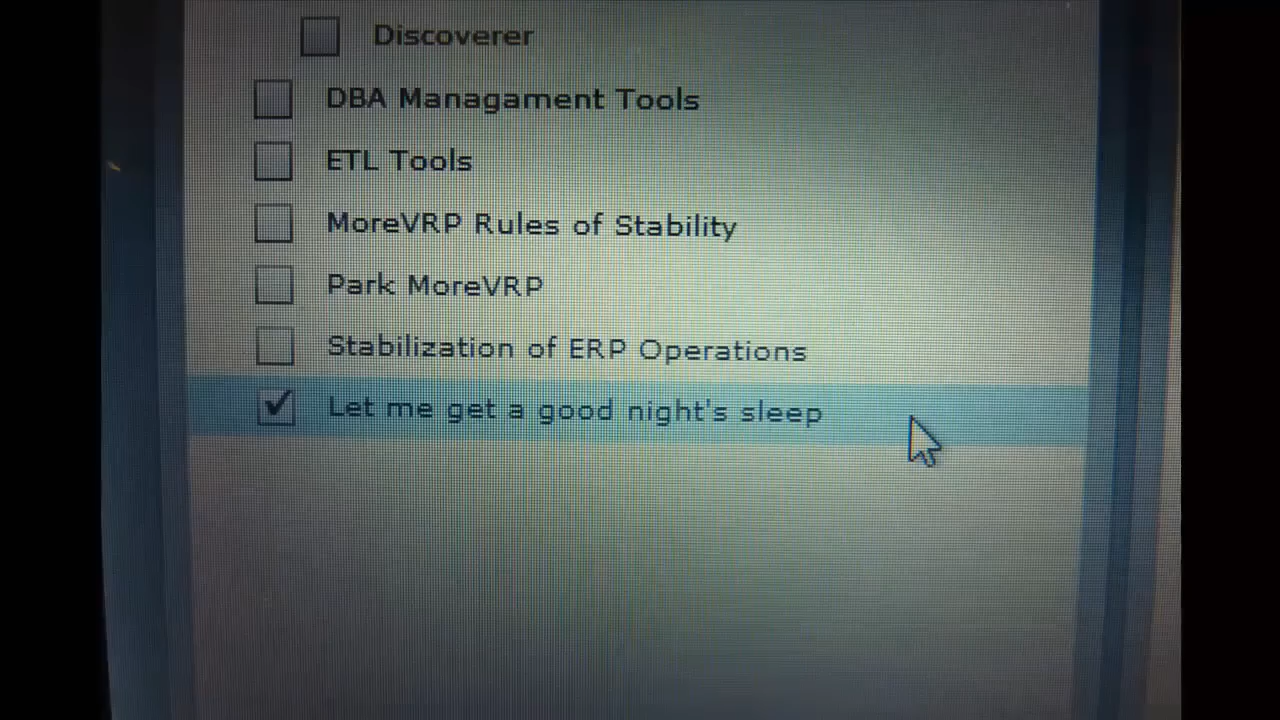 Discoverer
DBA Managament Tools
ETL Tools
MoreVRP Rules of Stability
Park MoreVRP
Stabilization of ERP Operations
Let me get a good night's sleep